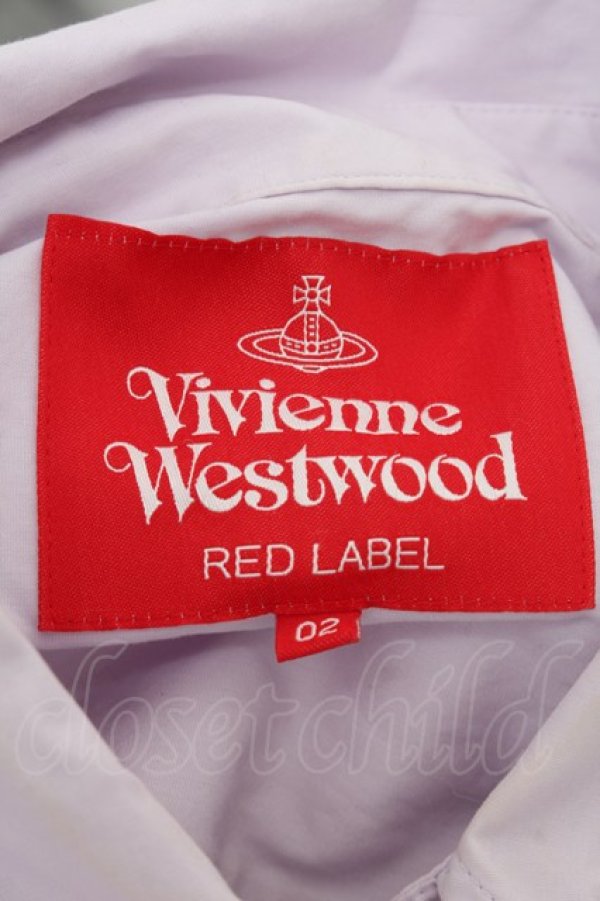 Vivienne
Westwood
RED LABEL
02
closetchild